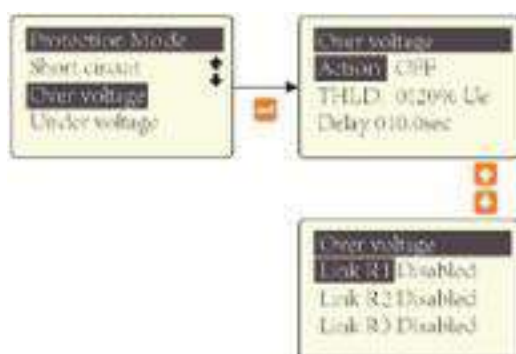 Protection Mode
Short circuit
Over voltage
Under voltage
Over voltage
Action OFF
THLD 0120% Ue
Delay 010.0sec
Over voltage
Link R1 Disabled
Link R2 Disabled
Link R3 Disabled